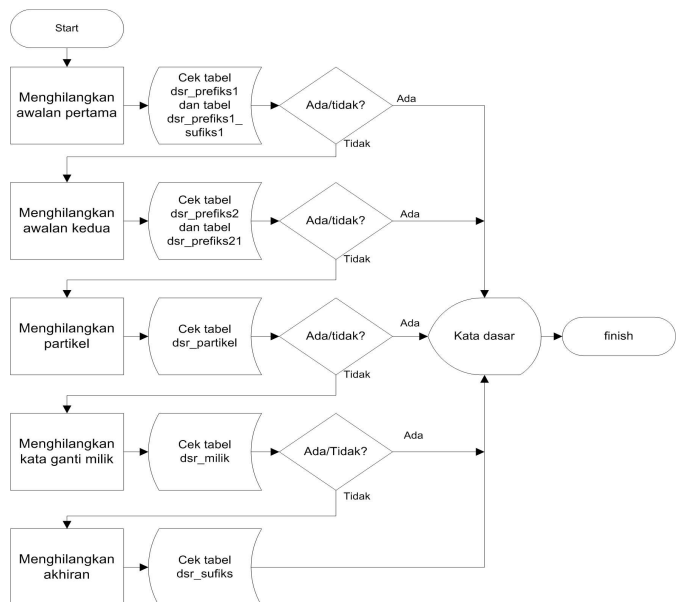 Start
Menghilangkan
awalan pertama
Cek tabel
dsr_prefiks1
dan tabel
dsr_prefiks1_
sufiks1
Ada/tidak?
Ada
Tidak
Menghilangkan
awalan kedua
Cek tabel
dsr_prefiks2
dan tabel
dsr_prefiks21
Ada/tidak?
Ada
Tidak
Menghilangkan
partikel
Cek tabel
dsr_partikel
Ada/tidak?
Ada
Tidak
Kata dasar
finish
Menghilangkan
kata ganti milik
Cek tabel
dsr_milik
Ada/Tidak?
Ada
Tidak
Menghilangkan
akhiran
Cek tabel
dsr_sufiks